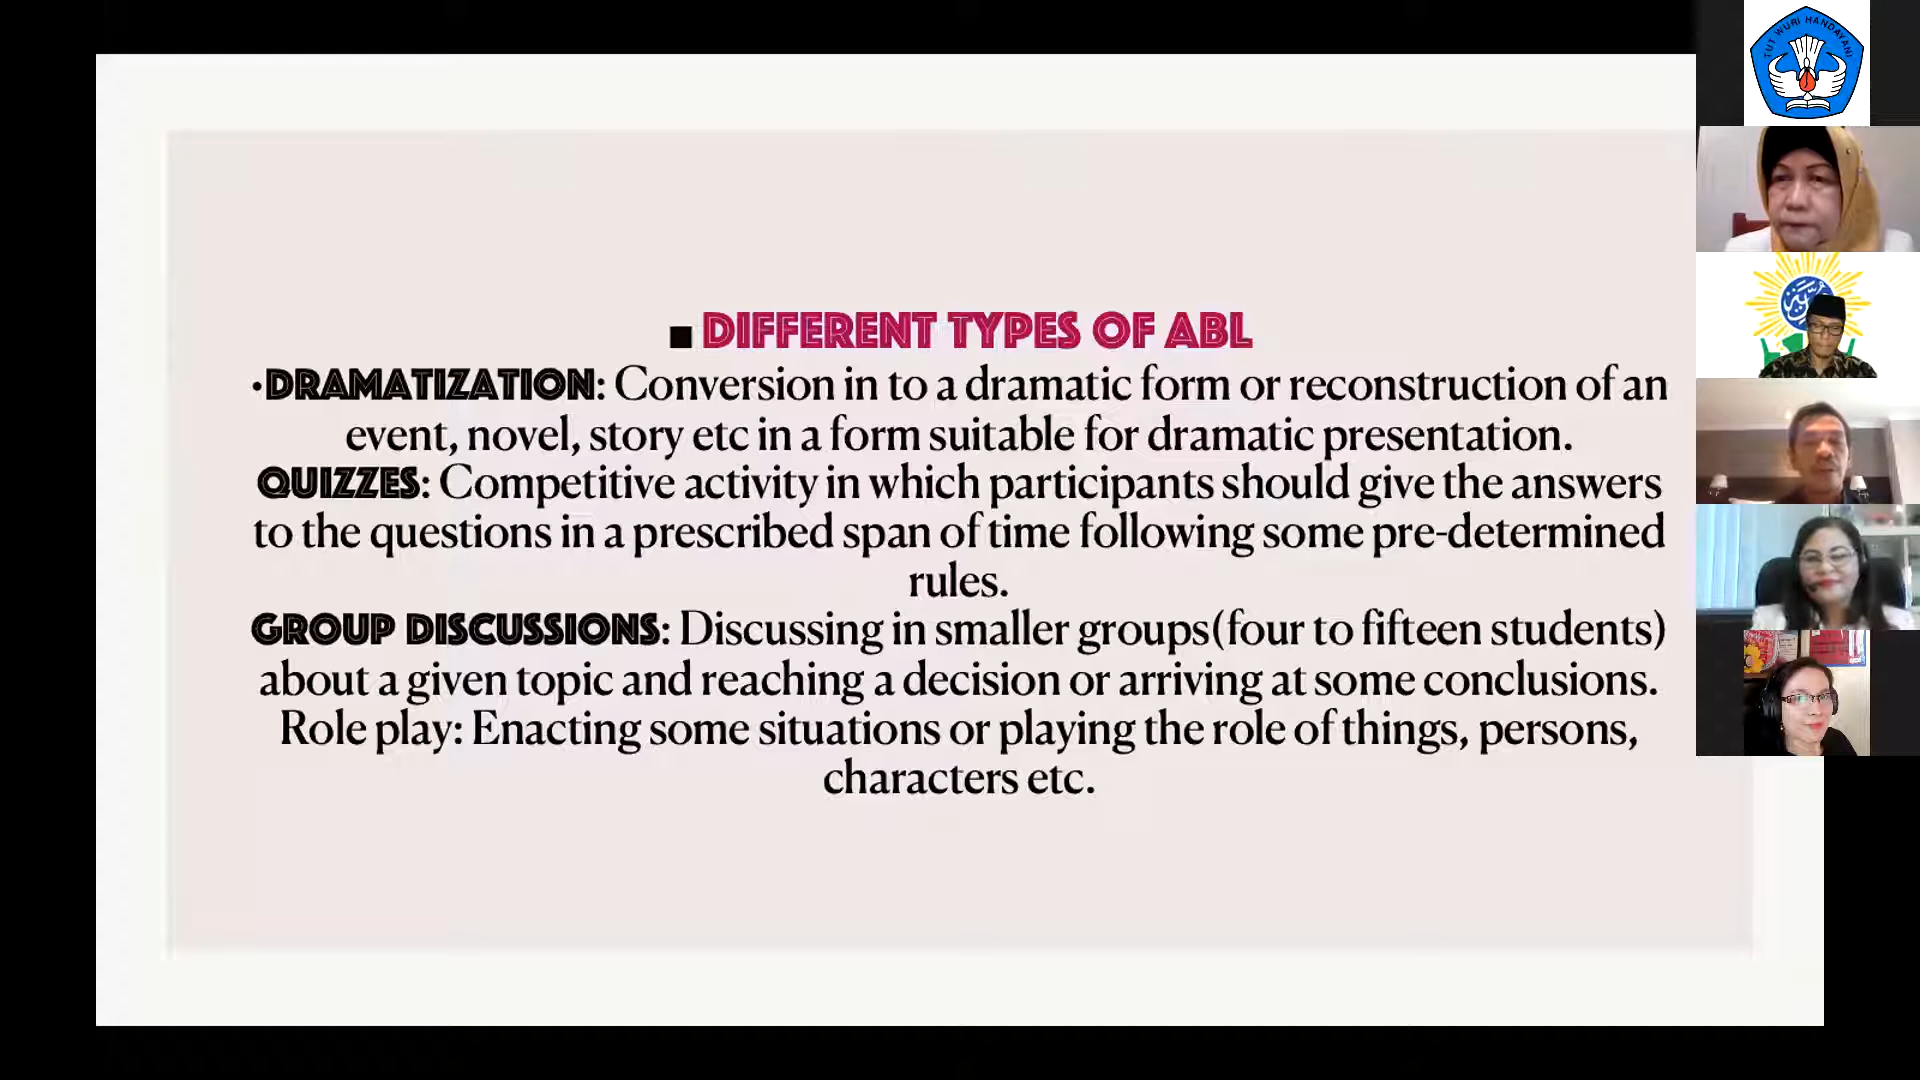 ■ DIFFERENT TYPES OF ABL
•DRAMATIZATION: Conversion in to a dramatic form or reconstruction of an
event, novel, story etc in a form suitable for dramatic presentation.
QUIZZES: Competitive activity in which participants should give the answers
to the questions in a prescribed span of time following some pre-determined
rules.
GROUP DISCUSSIONS: Discussing in smaller groups(four to fifteen students)
about a given topic and reaching a decision or arriving at some conclusions.
Role play: Enacting some situations or playing the role of things, persons,
characters etc.
TUT WURI HANDAYANI